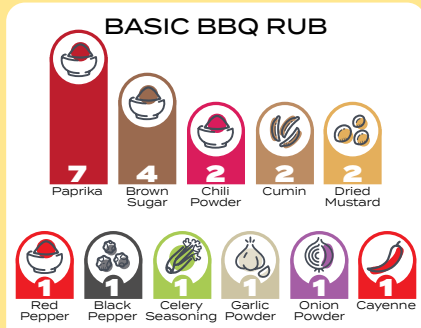 BASIC BBQ RUB
7 4 2 2 2
Paprika Brown Sugar Chili Powder Cumin Dried Mustard
1 1 1 1 1 1
Red Pepper Black Pepper Celery Seasoning Garlic Powder Onion Powder Cayenne